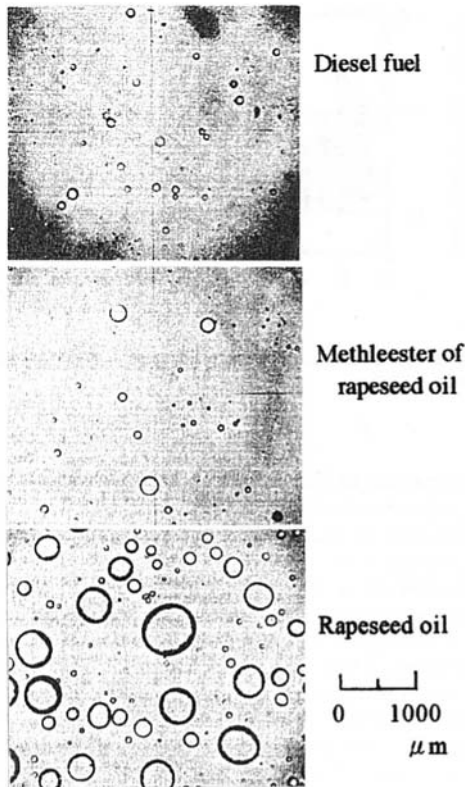 Diesel fuel
Methleester of
rapeseed oil
Rapeseed oil
0 1000
μm